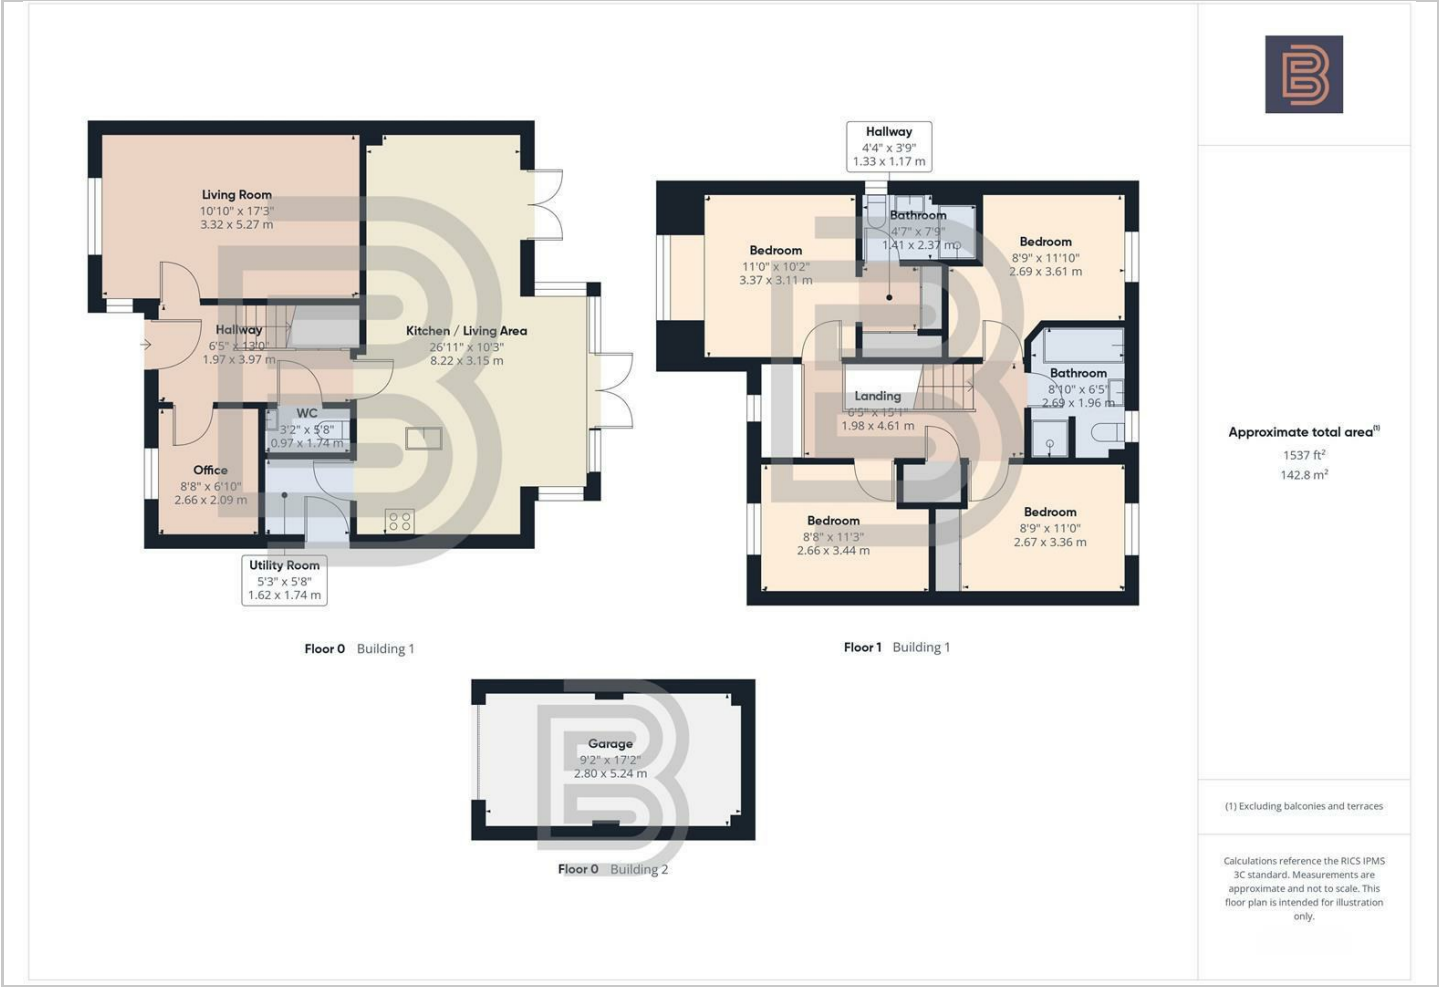 Living Room
10'10" x 17'3"
3.32 x 5.27 m
Hallway
6'5" x 13'0"
1.97 x 3.97 m
Kitchen / Living Area
26'11" x 10'3"
8.22 x 3.15 m
WC
3'2" x 5'8"
0.97 x 1.74 m
Office
8'8" x 6'10"
2.66 x 2.09 m
Utility Room
5'3" x 5'8"
1.62 x 1.74 m
Floor 0 Building 1
Hallway
4'4" x 3'9"
1.33 x 1.17 m
Bathroom
4'7" x 7'9"
1.41 x 2.37 m
Bedroom
11'0" x 10'2"
3.37 x 3.11 m
Bedroom
8'9" x 11'10"
2.69 x 3.61 m
Bathroom
8'10" x 6'5"
2.69 x 1.96 m
Landing
6'5" x 15'1"
1.98 x 4.61 m
Bedroom
8'8" x 11'3"
2.66 x 3.44 m
Bedroom
8'9" x 11'0"
2.67 x 3.36 m
Floor 1 Building 1
Garage
9'2" x 17'2"
2.80 x 5.24 m
Floor 0 Building 2
B
Approximate total area(1)
1537 ft²
142.8 m²
(1) Excluding balconies and terraces
Calculations reference the RICS IPMS
3C standard. Measurements are
approximate and not to scale. This
floor plan is intended for illustration
only.